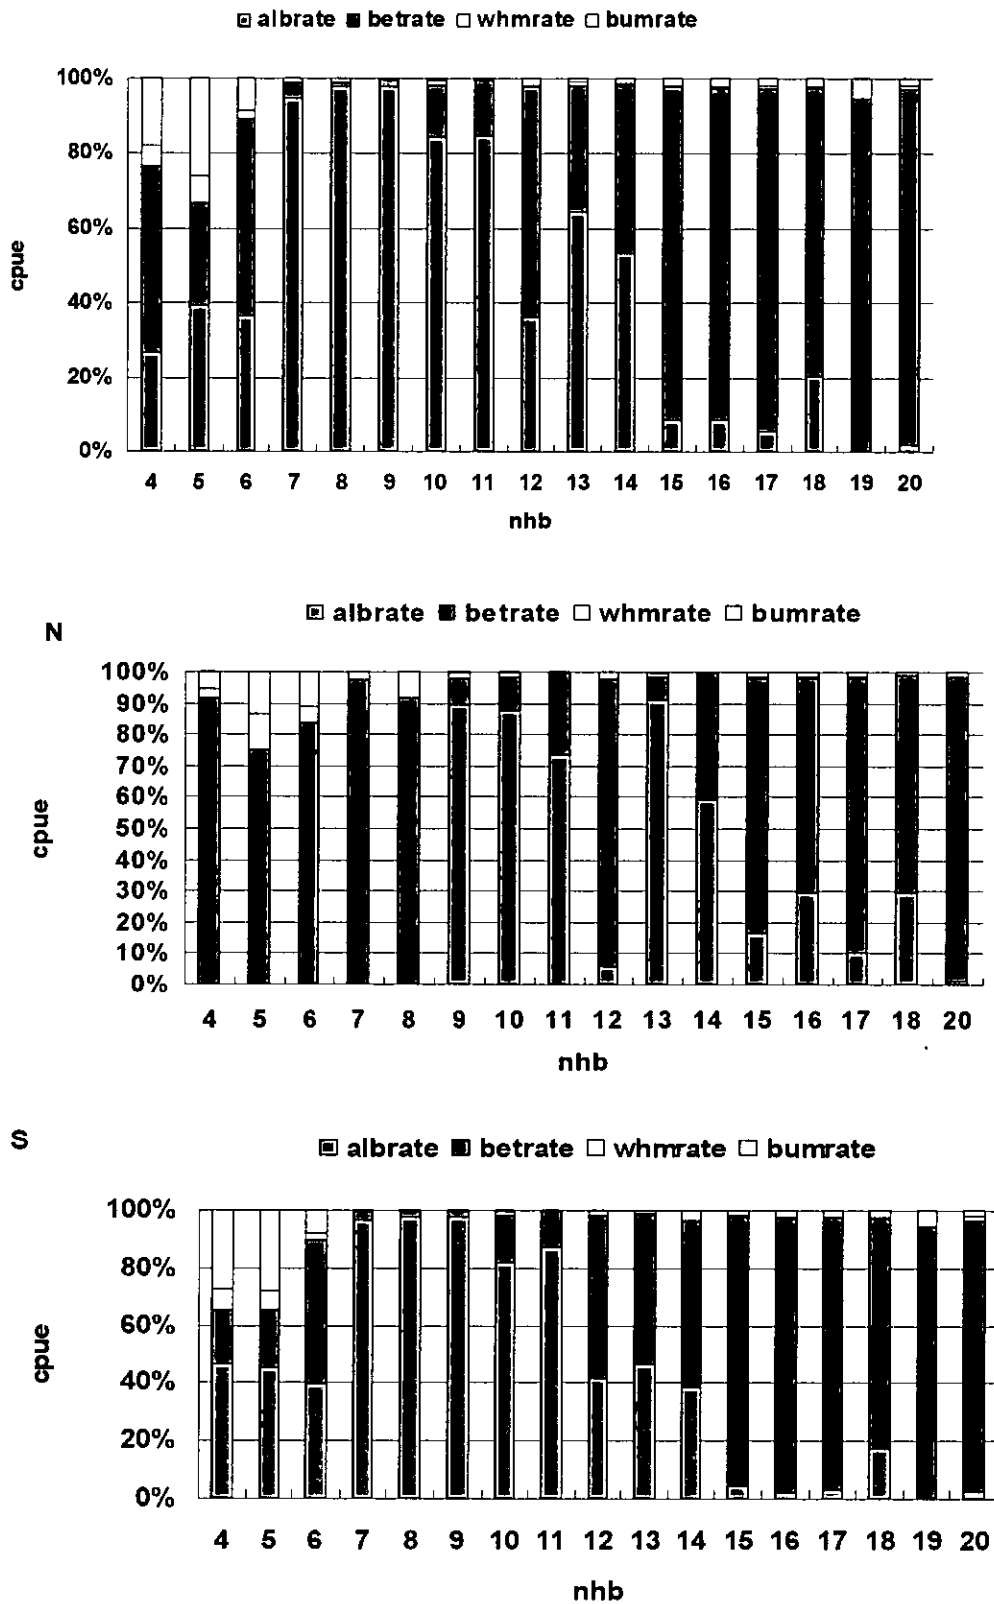 albrate betrate whmrate bumrate
100%
80%
60%
40%
20%
0%
cpue
4 5 6 7 8 9 10 11 12 13 14 15 16 17 18 19 20
nhb
N
albrate betrate whmrate bumrate
100%
90%
80%
70%
60%
50%
40%
30%
20%
10%
0%
cpue
4 5 6 7 8 9 10 11 12 13 14 15 16 17 18 20
nhb
S
albrate betrate whmrate bumrate
100%
80%
60%
40%
20%
0%
cpue
4 5 6 7 8 9 10 11 12 13 14 15 16 17 18 19 20
nhb